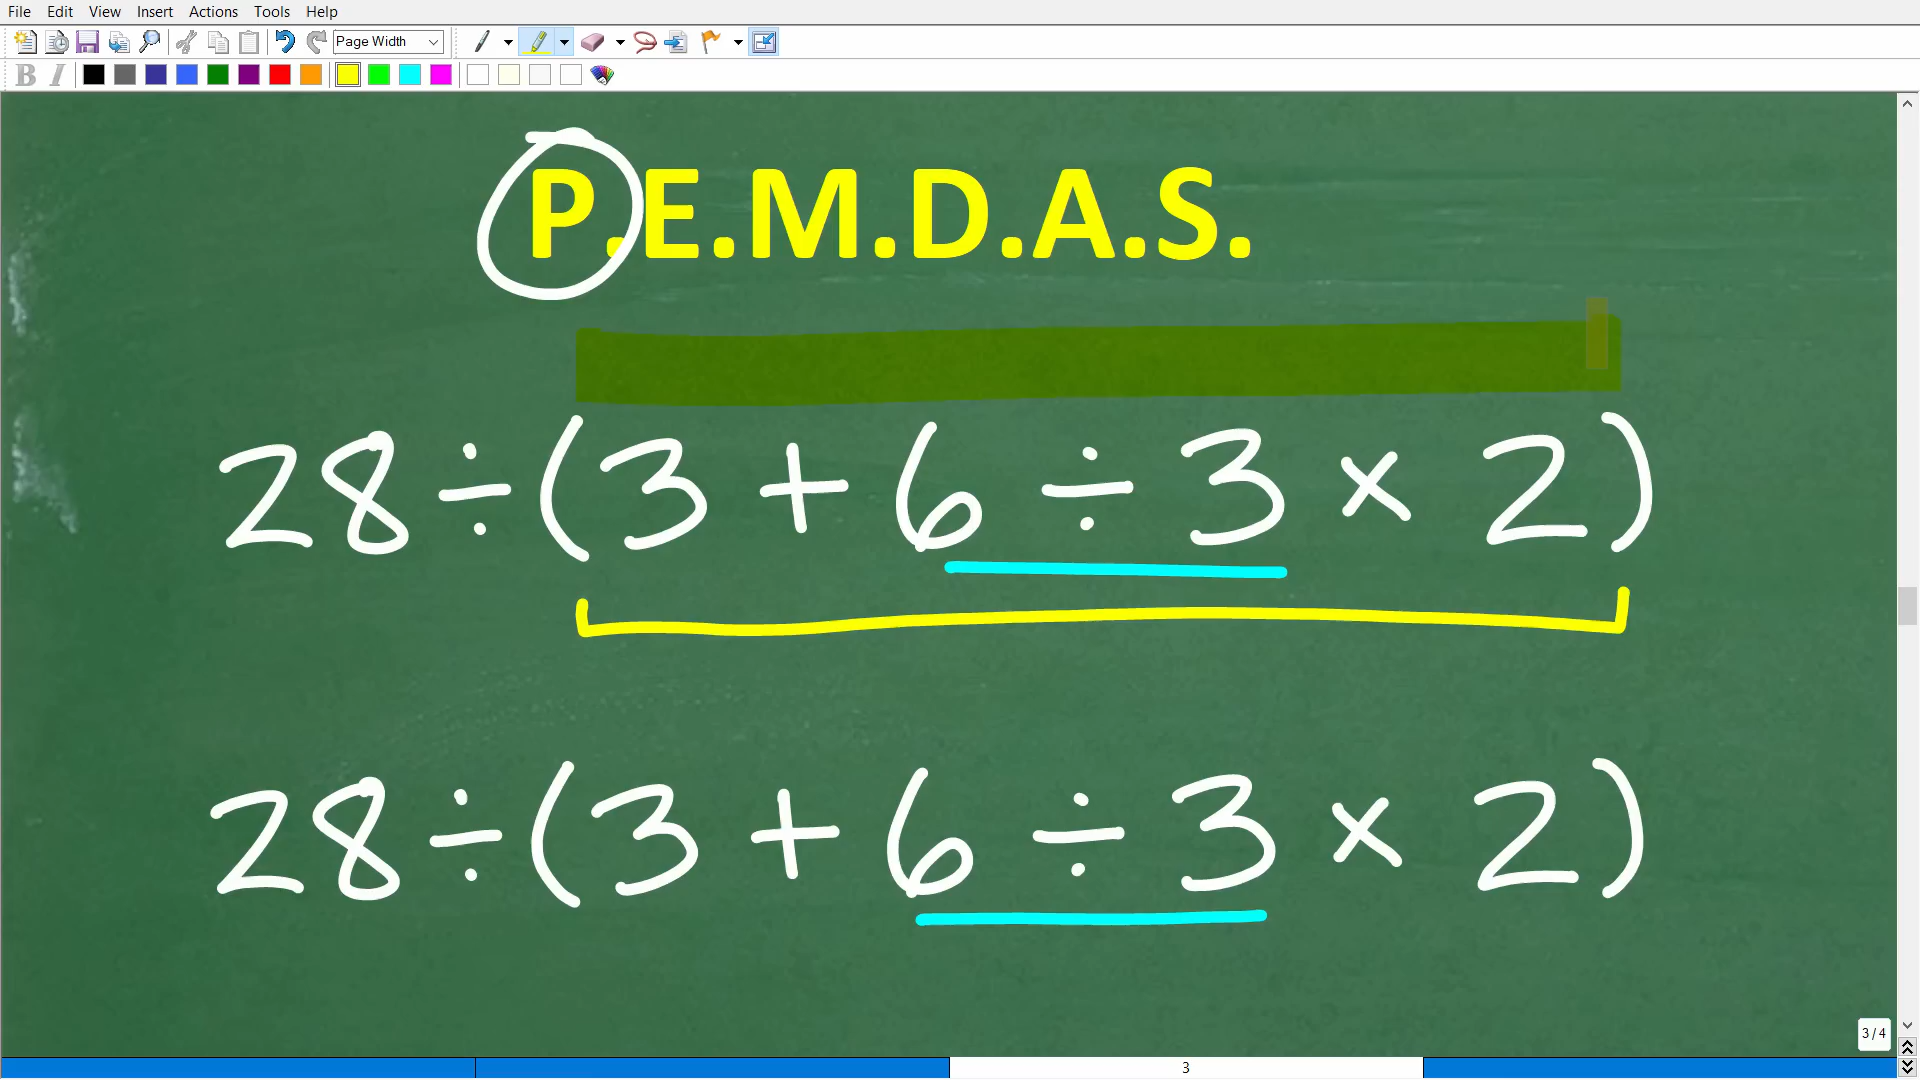 File Edit View Insert Actions Tools Help
Page Width
B I
P.E.M.D.A.S.
28 ÷ (3 + 6 ÷ 3 × 2)
28 ÷ (3 + 6 ÷ 3 × 2)
3 / 4
3